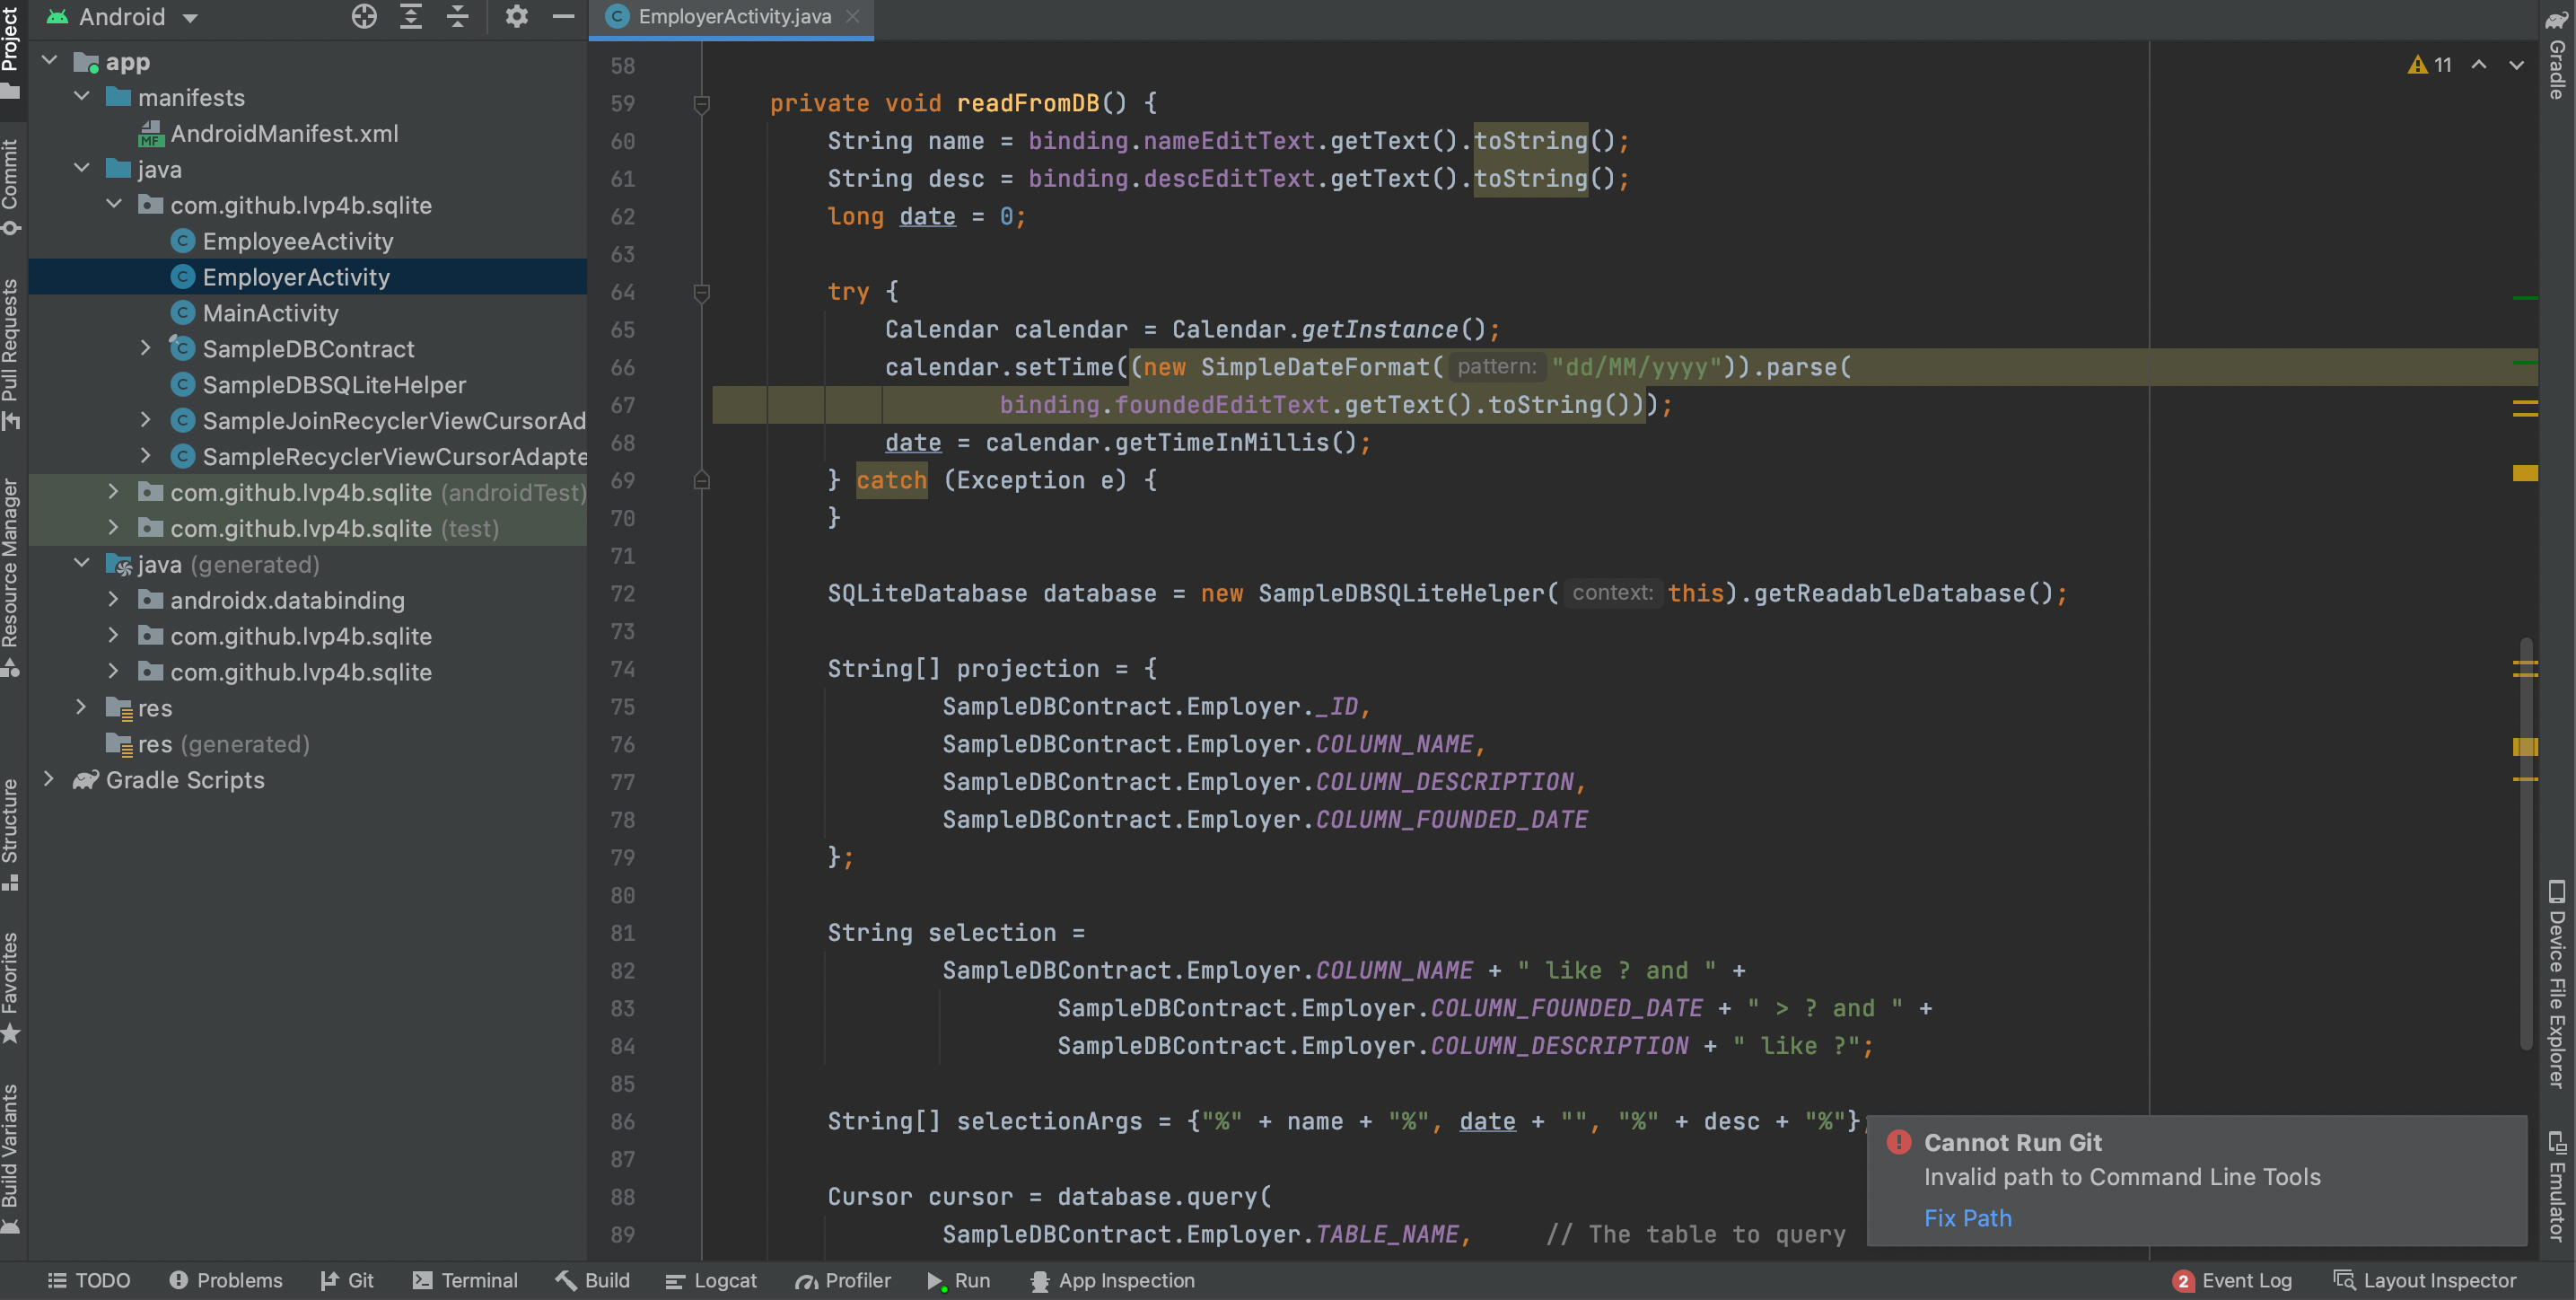 Android
EmployerActivity.java
Project
Commit
Pull Requests
Resource Manager
Structure
Favorites
Build Variants
app
manifests
MF
AndroidManifest.xml
java
com.github.lvp4b.sqlite
C EmployeeActivity
C EmployerActivity
C MainActivity
C SampleDBContract
C SampleDBSQLiteHelper
C SampleJoinRecyclerViewCursorAd
C SampleRecyclerViewCursorAdapte
com.github.lvp4b.sqlite (androidTest)
com.github.lvp4b.sqlite (test)
java (generated)
androidx.databinding
com.github.lvp4b.sqlite
com.github.lvp4b.sqlite
res
res (generated)
Gradle Scripts
11
58
59 private void readFromDB() {
60 String name = binding.nameEditText.getText().toString();
61 String desc = binding.descEditText.getText().toString();
62 long date = 0;
63
64 try {
65 Calendar calendar = Calendar.getInstance();
66 calendar.setTime((new SimpleDateFormat( pattern: "dd/MM/yyyy")).parse(
67 binding.foundedEditText.getText().toString()));
68 date = calendar.getTimeInMillis();
69 } catch (Exception e) {
70 }
71
72 SQLiteDatabase database = new SampleDBSQLiteHelper( context: this).getReadableDatabase();
73
74 String[] projection = {
75 SampleDBContract.Employer._ID,
76 SampleDBContract.Employer.COLUMN_NAME,
77 SampleDBContract.Employer.COLUMN_DESCRIPTION,
78 SampleDBContract.Employer.COLUMN_FOUNDED_DATE
79 };
80
81 String selection =
82 SampleDBContract.Employer.COLUMN_NAME + " like ? and " +
83 SampleDBContract.Employer.COLUMN_FOUNDED_DATE + " > ? and " +
84 SampleDBContract.Employer.COLUMN_DESCRIPTION + " like ?";
85
86 String[] selectionArgs = {"%" + name + "%", date + "", "%" + desc + "%"};
87
88 Cursor cursor = database.query(
89 SampleDBContract.Employer.TABLE_NAME, // The table to query
Gradle
Device File Explorer
Emulator
Cannot Run Git
Invalid path to Command Line Tools
Fix Path
TODO Problems Git Terminal Build Logcat Profiler Run App Inspection 2 Event Log Layout Inspector